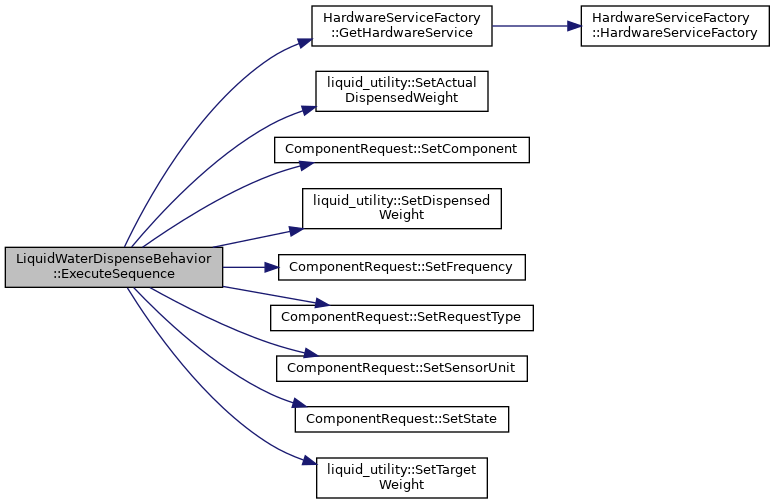 HardwareServiceFactory
::GetHardwareService
HardwareServiceFactory
::HardwareServiceFactory
liquid_utility::SetActual
DispensedWeight
ComponentRequest::SetComponent
liquid_utility::SetDispensed
Weight
LiquidWaterDispenseBehavior
::ExecuteSequence
ComponentRequest::SetFrequency
ComponentRequest::SetRequestType
ComponentRequest::SetSensorUnit
ComponentRequest::SetState
liquid_utility::SetTarget
Weight